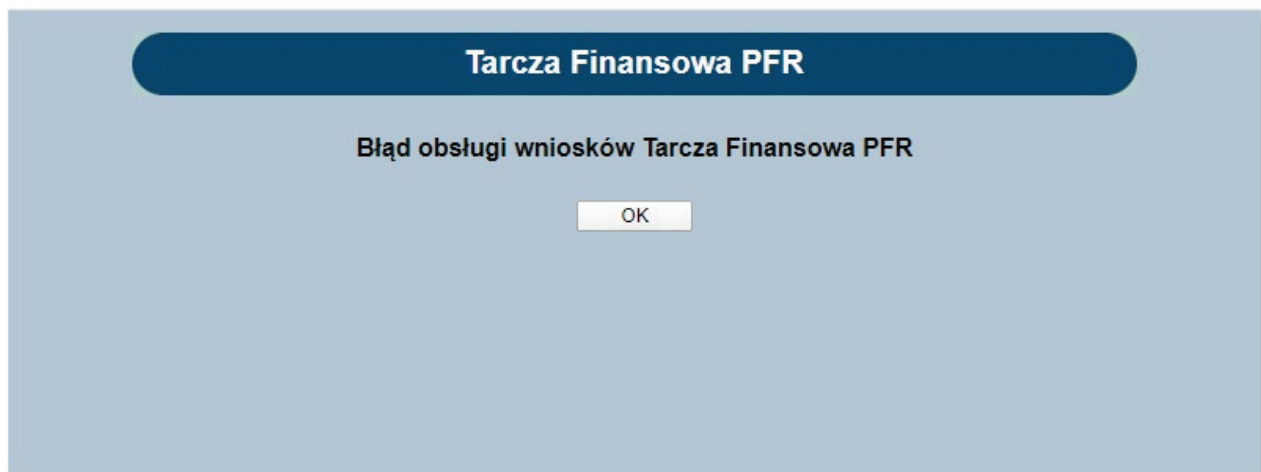 Tarcza Finansowa PFR
Błąd obsługi wniosków Tarcza Finansowa PFR
OK